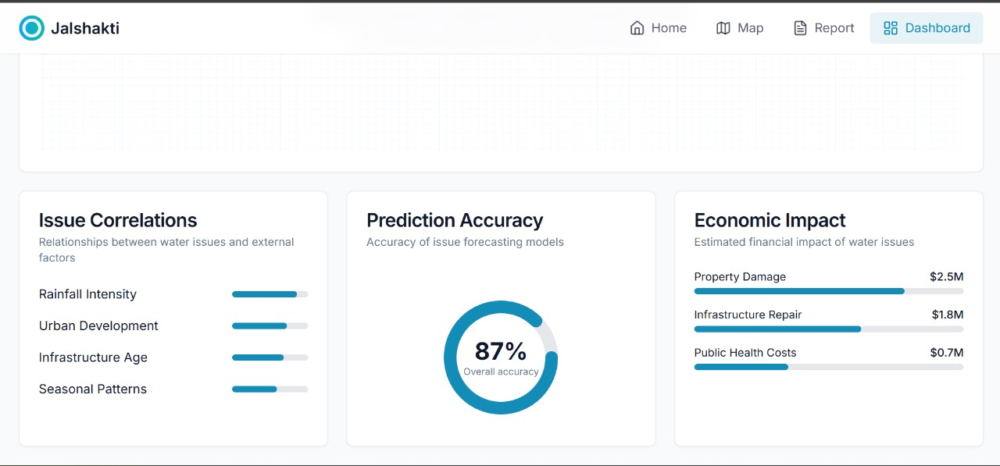 Jalshakti
Home
Map
Report
Dashboard
Issue Correlations
Relationships between water issues and external
factors
Rainfall Intensity
Urban Development
Infrastructure Age
Seasonal Patterns
Prediction Accuracy
Accuracy of issue forecasting models
87%
Overall accuracy
Economic Impact
Estimated financial impact of water issues
Property Damage $2.5M
Infrastructure Repair $1.8M
Public Health Costs $0.7M